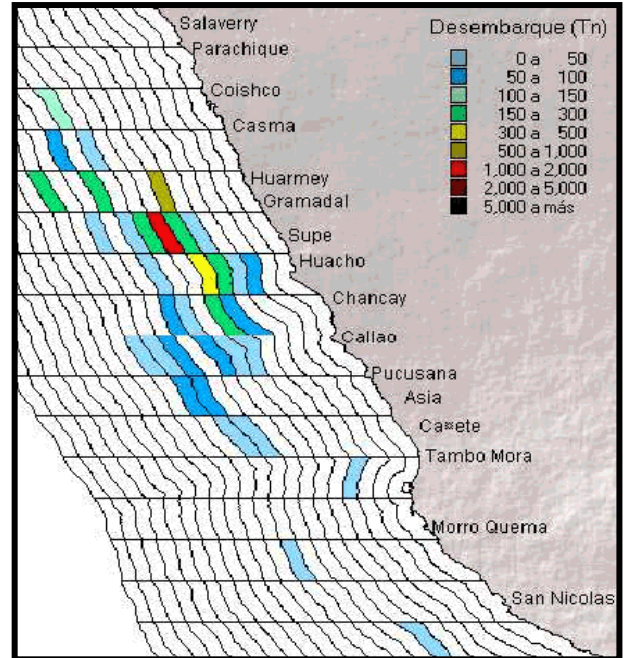 Desembarque (Tn)
0 a 50
50 a 100
100 a 150
150 a 300
300 a 500
500 a 1,000
1,000 a 2,000
2,000 a 5,000
5,000 a más
Salaverry
Parachique
Coishco
Casma
Huarmey
Gramadal
Supe
Huacho
Chancay
Callao
Pucusana
Asia
Ca¤ete
Tambo Mora
Morro Quema
San Nicolas